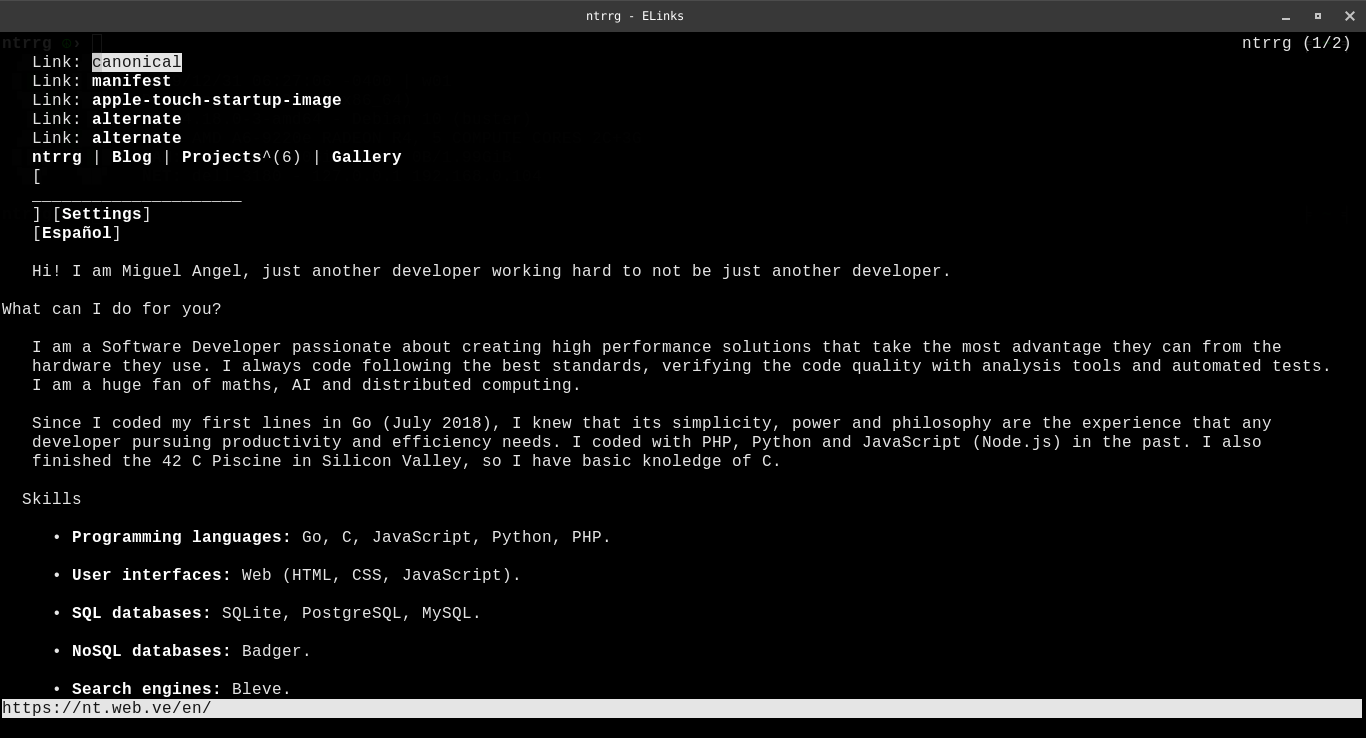 ntrrg - ELinks
ntrrg (1/2)
Link: canonical
Link: manifest
Link: apple-touch-startup-image
Link: alternate
Link: alternate
ntrrg | Blog | Projects^(6) | Gallery
[
_____________________
] [Settings]
[Español]
Hi! I am Miguel Angel, just another developer working hard to not be just another developer.
What can I do for you?
I am a Software Developer passionate about creating high performance solutions that take the most advantage they can from the
hardware they use. I always code following the best standards, verifying the code quality with analysis tools and automated tests.
I am a huge fan of maths, AI and distributed computing.
Since I coded my first lines in Go (July 2018), I knew that its simplicity, power and philosophy are the experience that any
developer pursuing productivity and efficiency needs. I coded with PHP, Python and JavaScript (Node.js) in the past. I also
finished the 42 C Piscine in Silicon Valley, so I have basic knoledge of C.
Skills
• Programming languages: Go, C, JavaScript, Python, PHP.
• User interfaces: Web (HTML, CSS, JavaScript).
• SQL databases: SQLite, PostgreSQL, MySQL.
• NoSQL databases: Badger.
• Search engines: Bleve.
https://nt.web.ve/en/